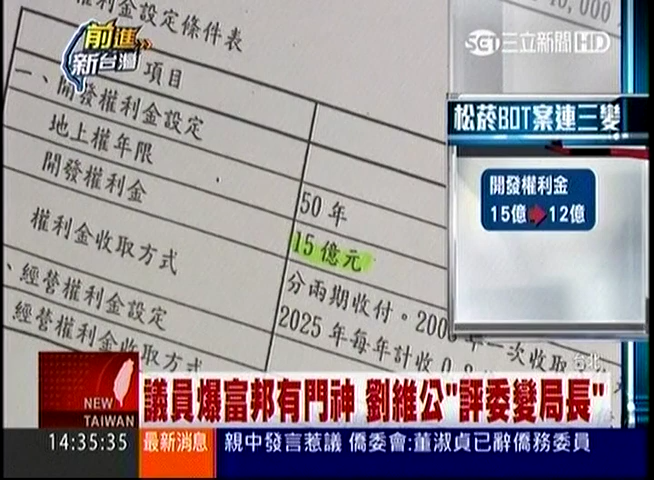 權利金設定條件表
項目
一、開發權利金設定
地上權年限
50年
開發權利金
15億元
權利金收取方式
分兩期收付。
一次收取
、經營權利金設定
2025年每年計收
經營權利金收取
前進
新台灣
SET三立新聞HD
松菸BOT案連三變
開發權利金
15億
12億
台北
NEW
TAIWAN
議員爆富邦有門神 劉維公"評委變局長"
14:35:35
最新消息
親中發言惹議 僑委會:董淑貞已辭僑務委員